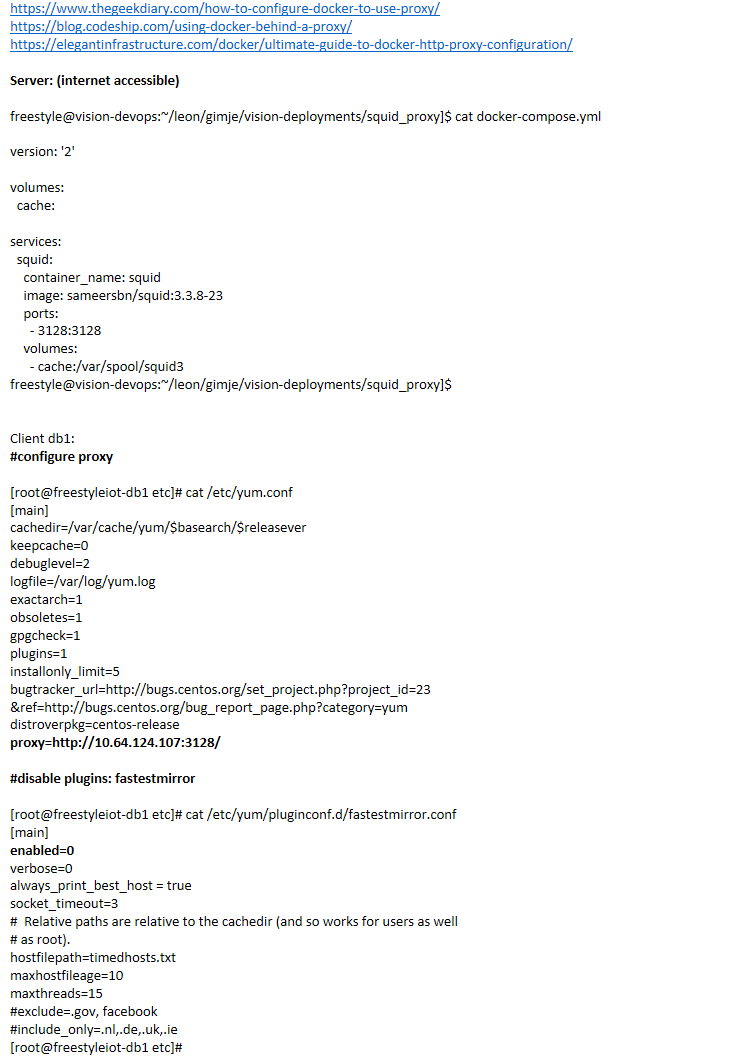 https://www.thegeekdiary.com/how-to-configure-docker-to-use-proxy/
https://blog.codeship.com/using-docker-behind-a-proxy/
https://elegantinfrastructure.com/docker/ultimate-guide-to-docker-http-proxy-configuration/
Server: (internet accessible)
freestyle@vision-devops:~/leon/gimje/vision-deployments/squid_proxy]$ cat docker-compose.yml
version: '2'
volumes:
  cache:
services:
  squid:
    container_name: squid
    image: sameersbn/squid:3.3.8-23
    ports:
      - 3128:3128
    volumes:
      - cache:/var/spool/squid3
freestyle@vision-devops:~/leon/gimje/vision-deployments/squid_proxy]$
Client db1:
#configure proxy
[root@freestyleiot-db1 etc]# cat /etc/yum.conf
[main]
cachedir=/var/cache/yum/$basearch/$releasever
keepcache=0
debuglevel=2
logfile=/var/log/yum.log
exactarch=1
obsoletes=1
gpgcheck=1
plugins=1
installonly_limit=5
bugtracker_url=http://bugs.centos.org/set_project.php?project_id=23
&ref=http://bugs.centos.org/bug_report_page.php?category=yum
distroverpkg=centos-release
proxy=http://10.64.124.107:3128/
#disable plugins: fastestmirror
[root@freestyleiot-db1 etc]# cat /etc/yum/pluginconf.d/fastestmirror.conf
[main]
enabled=0
verbose=0
always_print_best_host = true
socket_timeout=3
#  Relative paths are relative to the cachedir (and so works for users as well
# as root).
hostfilepath=timedhosts.txt
maxhostfileage=10
maxthreads=15
#exclude=.gov, facebook
#include_only=.nl,.de,.uk,.ie
[root@freestyleiot-db1 etc]#